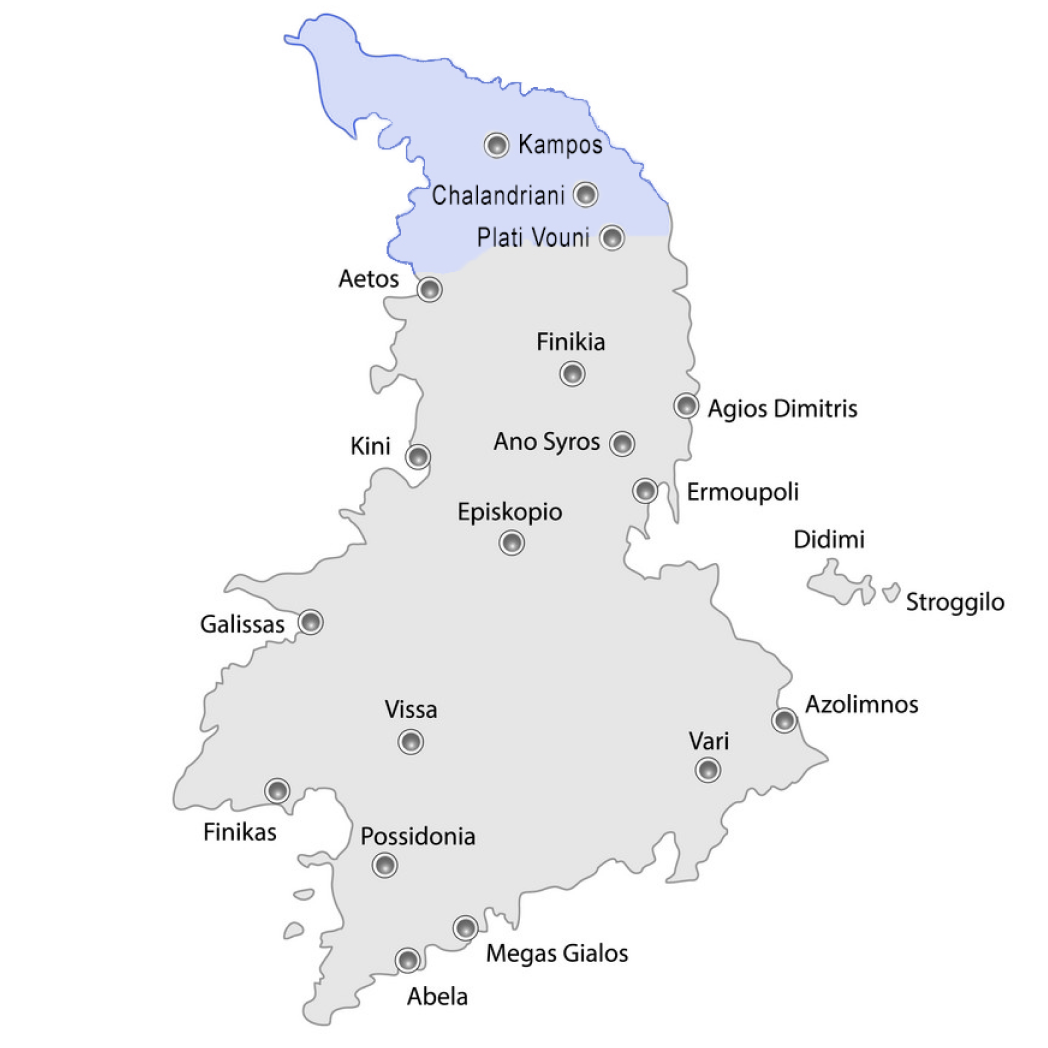 Kampos
Chalandriani
Plati Vouni
Aetos
Finikia
Agios Dimitris
Ano Syros
Kini
Ermoupoli
Episkopio
Didimi
Stroggilo
Galissas
Azolimnos
Vissa
Vari
Finikas
Possidonia
Megas Gialos
Abela